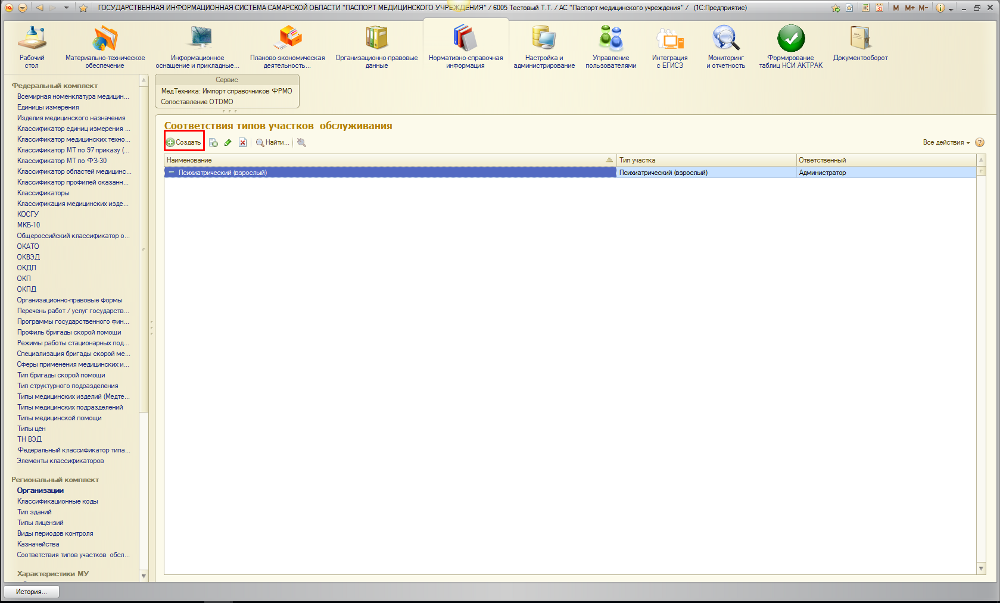 ГОСУДАРСТВЕННАЯ ИНФОРМАЦИОННАЯ СИСТЕМА САМАРСКОЙ ОБЛАСТИ "ПАСПОРТ МЕДИЦИНСКОГО УЧРЕЖДЕНИЯ" / 6005 Тестовый Т.Т. / АС "Паспорт медицинского учреждения" / (1С:Предприятие)
31 M M+ M-
Рабочий стол
Материально-техническое обеспечение
Информационное оснащение и прикладные...
Планово-экономическая деятельность...
Организационно-правовые данные
Нормативно-справочная информация
Настройка и администрирование
Управление пользователями
Интеграция с ЕГИСЗ
Мониторинг и отчетность
Формирование таблиц НСИ АКТРАК
Документооборот
Федеральный комплект
Всемирная номенклатура медицин...
Единицы измерения
Изделия медицинского назначения
Классификатор единиц измерения ...
Классификатор медицинских техно...
Классификатор МТ по 97 приказу (...
Классификатор МТ по ФЗ-30
Классификатор областей медицинс...
Классификатор профилей оказанн...
Классификаторы
Классификация медицинских изде...
КОСГУ
МКБ-10
Общероссийский классификатор о...
ОКАТО
ОКВЭД
ОКДП
ОКП
ОКПД
Организационно-правовые формы
Перечень работ / услуг государств...
Программы государственного фин...
Профиль бригады скорой помощи
Режимы работы стационарных под...
Специализация бригады скорой ме...
Сферы применения медицинских и...
Тип бригады скорой помощи
Тип структурного подразделения
Типы медицинских изделий (Медте...
Типы медицинских подразделений
Типы медицинской помощи
Типы цен
ТН ВЭД
Федеральный классификатор типа...
Элементы классификаторов
Региональный комплект
Организации
Классификационные коды
Тип зданий
Типы лицензий
Виды периодов контроля
Казначейства
Соответствия типов участков обсл...
Характеристики МУ
Сервис
МедТехника: Импорт справочников ФРМО
Сопоставление OTDMO
Соответствия типов участков обслуживания
Создать
Найти...
Все действия
Наименование Тип участка Ответственный
Психиатрический (взрослый) Психиатрический (взрослый) Администратор
История...